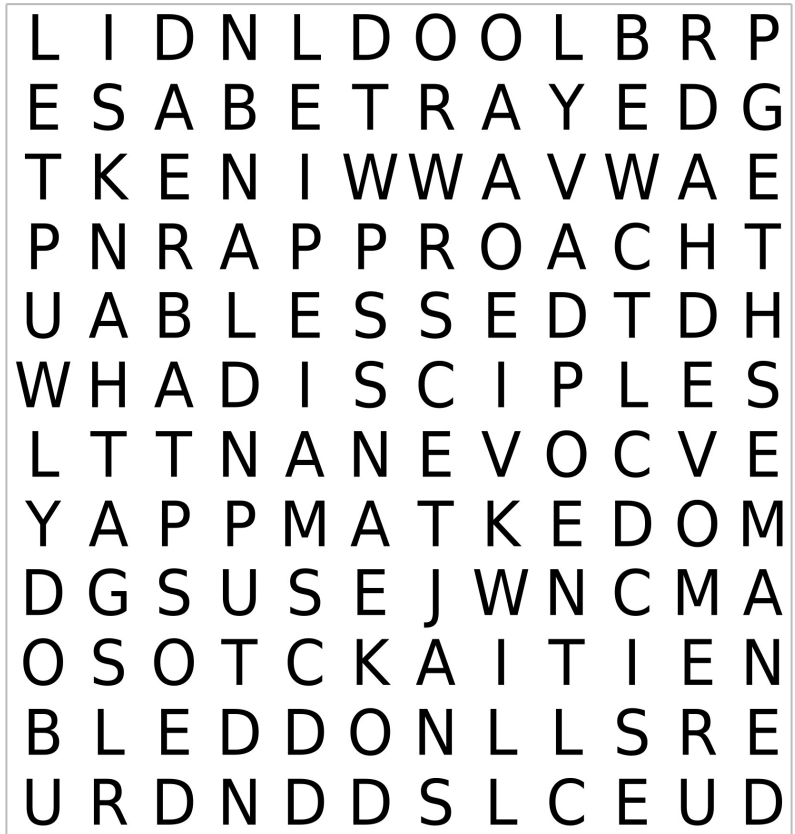 L I D N L D O O L B R P
E S A B E T R A Y E D G
T K E N I W W A V W A E
P N R A P P R O A C H T
U A B L E S S E D T D H
W H A D I S C I P L E S
L T T N A N E V O C V E
Y A P P M A T K E D O M
D G S U S E J W N C M A
O S O T C K A I T I E N
B L E D D O N L L S R E
U R D N D D S L C E U D